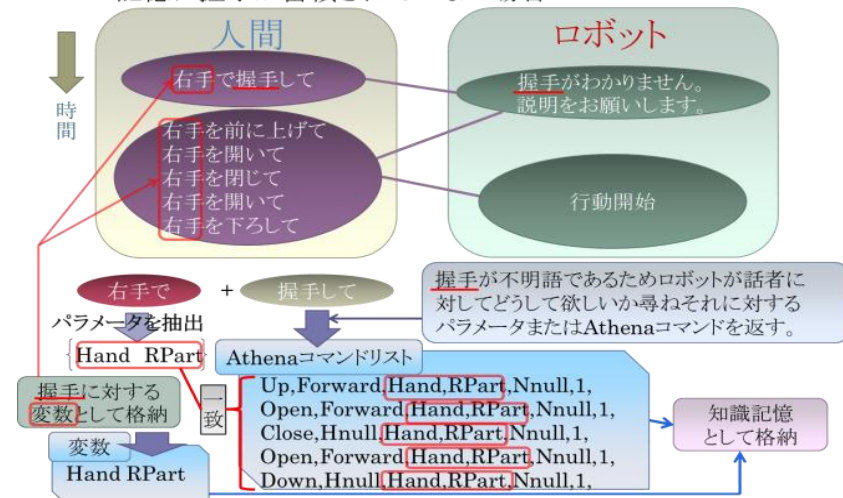 人間
ロボット
時間
右手で握手して
握手がわかりません。
説明をお願いします。
右手を前に上げて
右手を開いて
右手を閉じて
右手を開いて
右手を下ろして
行動開始
右手で
+
握手して
握手が不明語であるためロボットが話者に
対してどうして欲しいか尋ねそれに対する
パラメータまたはAthenaコマンドを返す。
パラメータを抽出
Hand RPart
Athenaコマンドリスト
握手に対する
変数として格納
一致
Up,Forward,Hand,RPart,Nnull,1,
Open,Forward,Hand,RPart,Nnull,1,
Close,Hnull,Hand,RPart,Nnull,1,
Open,Forward,Hand,RPart,Nnull,1,
Down,Hnull,Hand,RPart,Nnull,1,
知識記憶
として格納
変数
Hand RPart